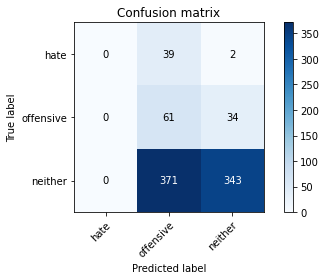 Confusion matrix
350
300
250
200
150
100
50
0
True label
hate 0 39 2
offensive 0 61 34
neither 0 371 343
hate offensive neither
Predicted label